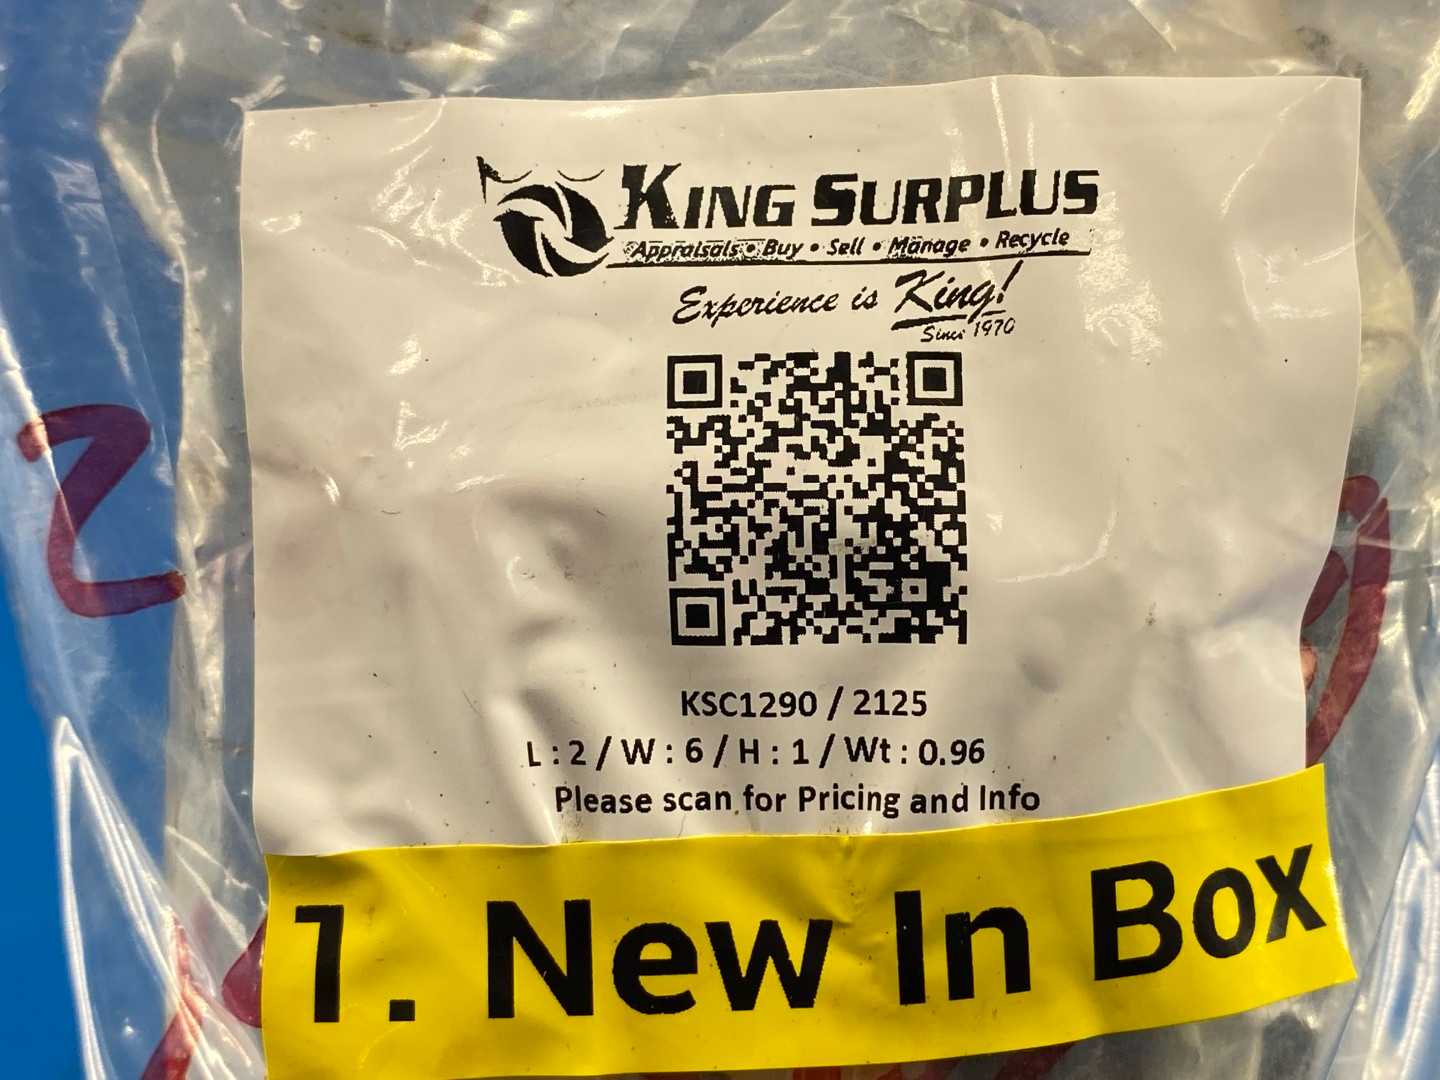 KING SURPLUS
Appraisals • Buy • Sell • Manage • Recycle
Experience is King!
Since 1970
2
KSC1290 / 2125
L : 2 / W : 6 / H : 1 / Wt : 0.96
Please scan for Pricing and Info
1. New In Box